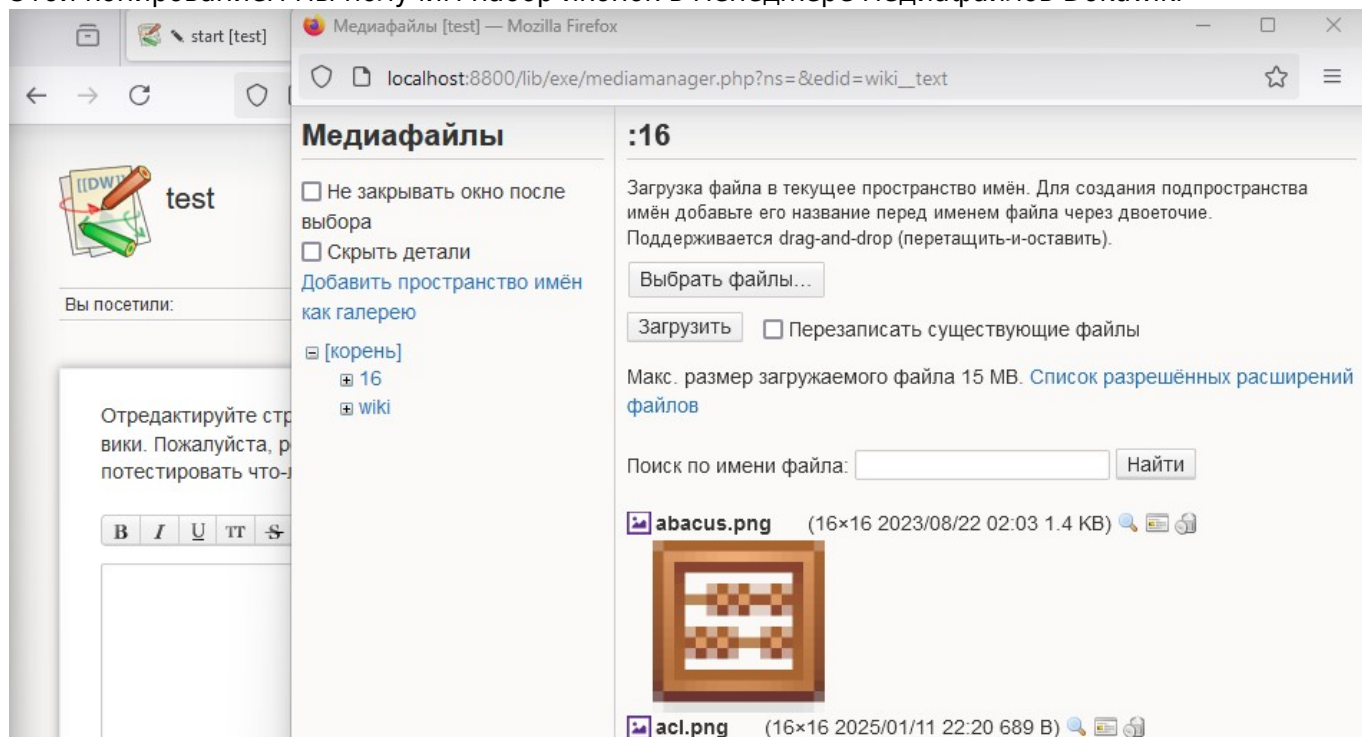 start [test]
Медиафайлы [test] — Mozilla Firefox
localhost:8800/lib/exe/mediamanager.php?ns=&edid=wiki__text
[[DW]]
test
Вы посетили:
Отредактируйте
вики. Пожалуйста,
потестировать
B I U TT S
Медиафайлы
Не закрывать окно после
выбора
Скрыть детали
Добавить пространство имён
как галерею
[корень]
16
wiki
:16
Загрузка файла в текущее пространство имён. Для создания подпространства
имён добавьте его название перед именем файла через двоеточие.
Поддерживается drag-and-drop (перетащить-и-оставить).
Выбрать файлы…
Загрузить Перезаписать существующие файлы
Макс. размер загружаемого файла 15 MB. Список разрешённых расширений
файлов
Поиск по имени файла: Найти
abacus.png (16×16 2023/08/22 02:03 1.4 KB)
acl.png (16×16 2025/01/11 22:20 689 B)